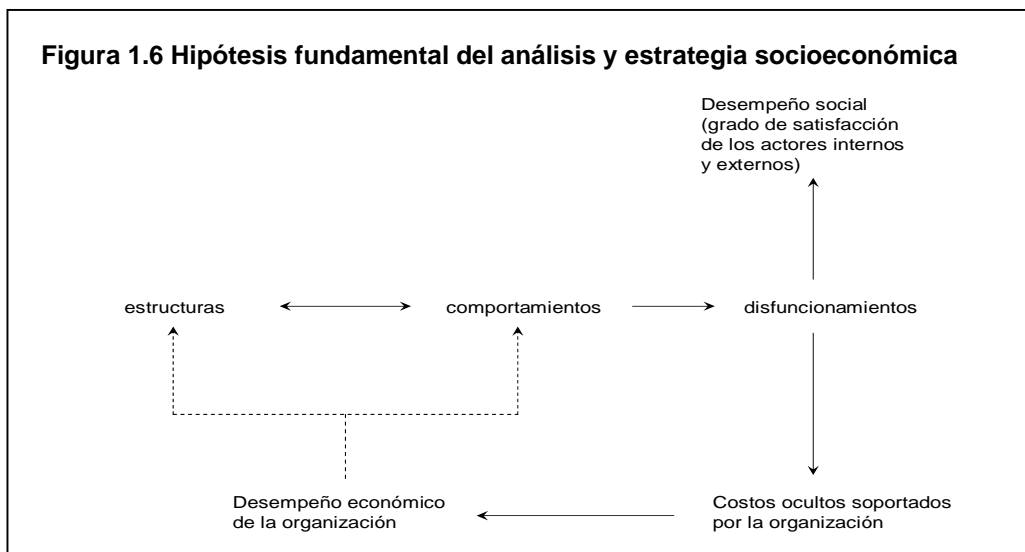 Figura 1.6 Hipótesis fundamental del análisis y estrategia socioeconómica
Desempeño social
(grado de satisfacción
de los actores internos
y externos)
estructuras
comportamientos
disfuncionamientos
Desempeño económico
de la organización
Costos ocultos soportados
por la organización